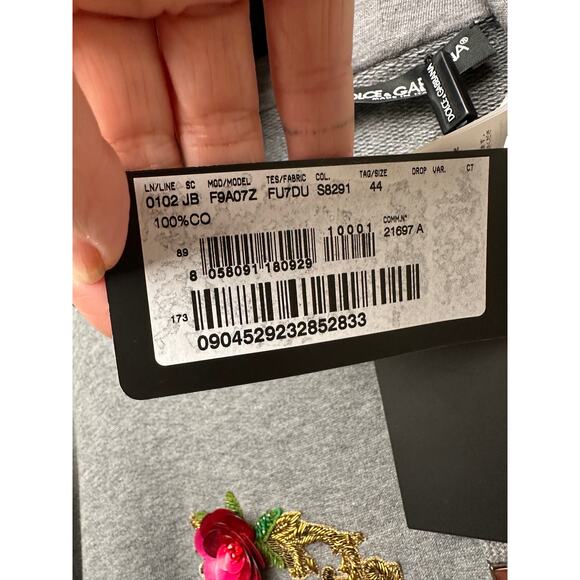 DOLCE & GABBANA
DOLCE & GABBANA
LN/LINE SC MOD/MODEL TES/FABRIC COL. TAG/SIZE DROP VAR. CT
0102 JB F9A07Z FU7DU S8291 44
100%CO
COMM.N°
10001 21697 A
89
8 058091 180929
173
0904529232852833